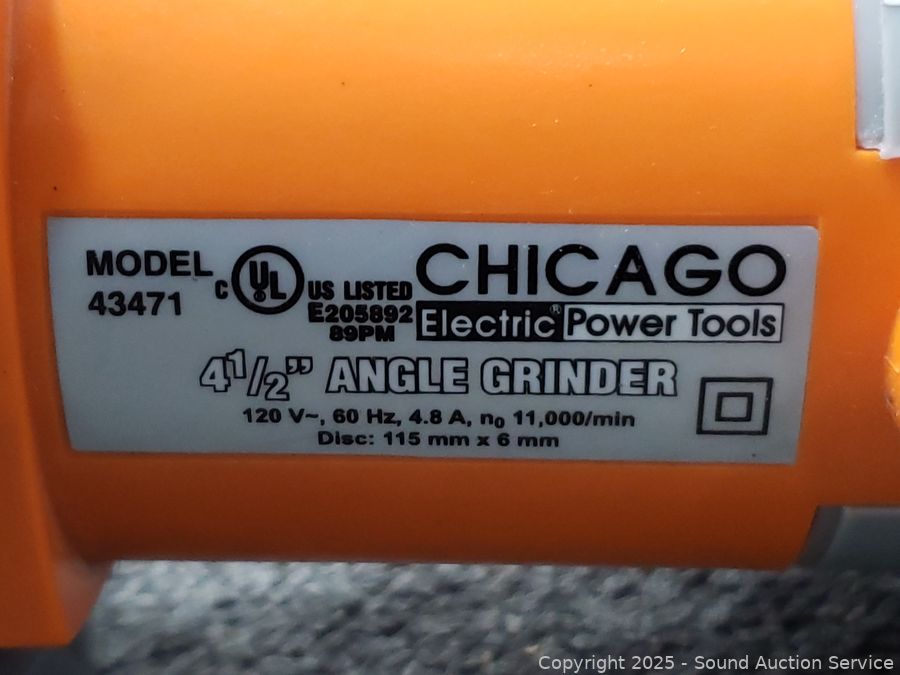 MODEL
43471
C UL US LISTED
E205892
89PM
CHICAGO
Electric® Power Tools
4 1/2" ANGLE GRINDER
120 V~, 60 Hz, 4.8 A, n₀ 11,000/min
Disc: 115 mm x 6 mm
Copyright 2025 - Sound Auction Service